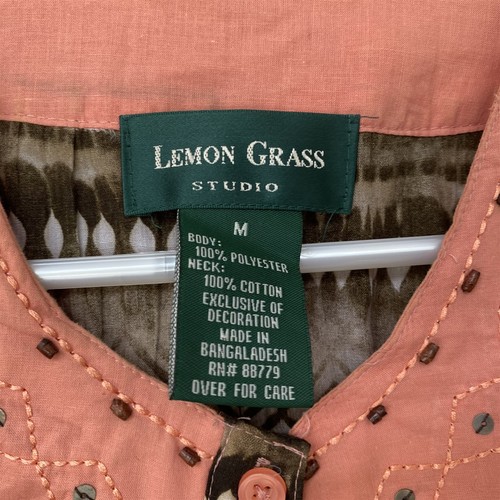 LEMON GRASS
STUDIO
M
BODY:
100% POLYESTER
NECK:
100% COTTON
EXCLUSIVE OF
DECORATION
MADE IN
BANGALADESH
RN# 88779
OVER FOR CARE